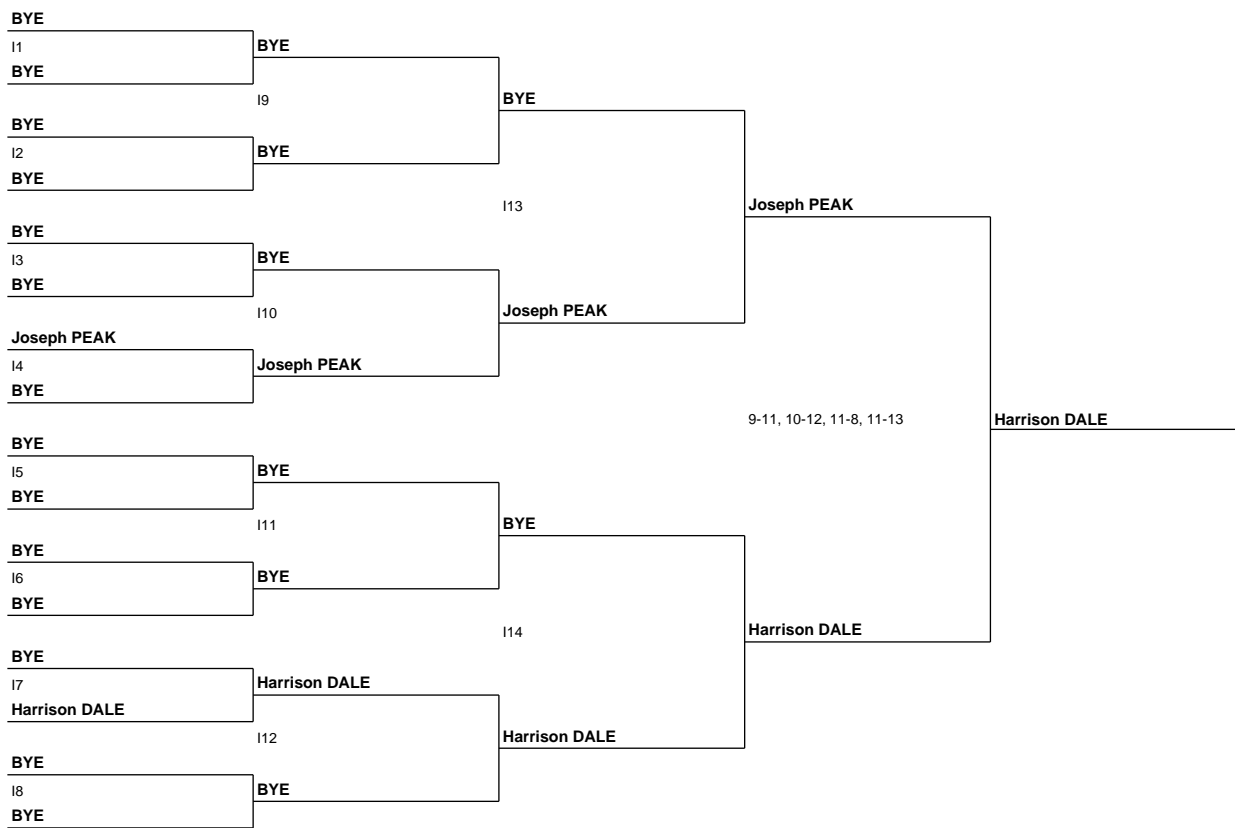 BYE
I1
BYE
BYE
I9
BYE
BYE
I2
BYE
BYE
I13
Joseph PEAK
BYE
I3
BYE
BYE
I10
Joseph PEAK
Joseph PEAK
I4
Joseph PEAK
BYE
9-11, 10-12, 11-8, 11-13
Harrison DALE
BYE
I5
BYE
BYE
I11
BYE
BYE
I6
BYE
BYE
I14
Harrison DALE
BYE
I7
Harrison DALE
Harrison DALE
I12
Harrison DALE
BYE
I8
BYE
BYE